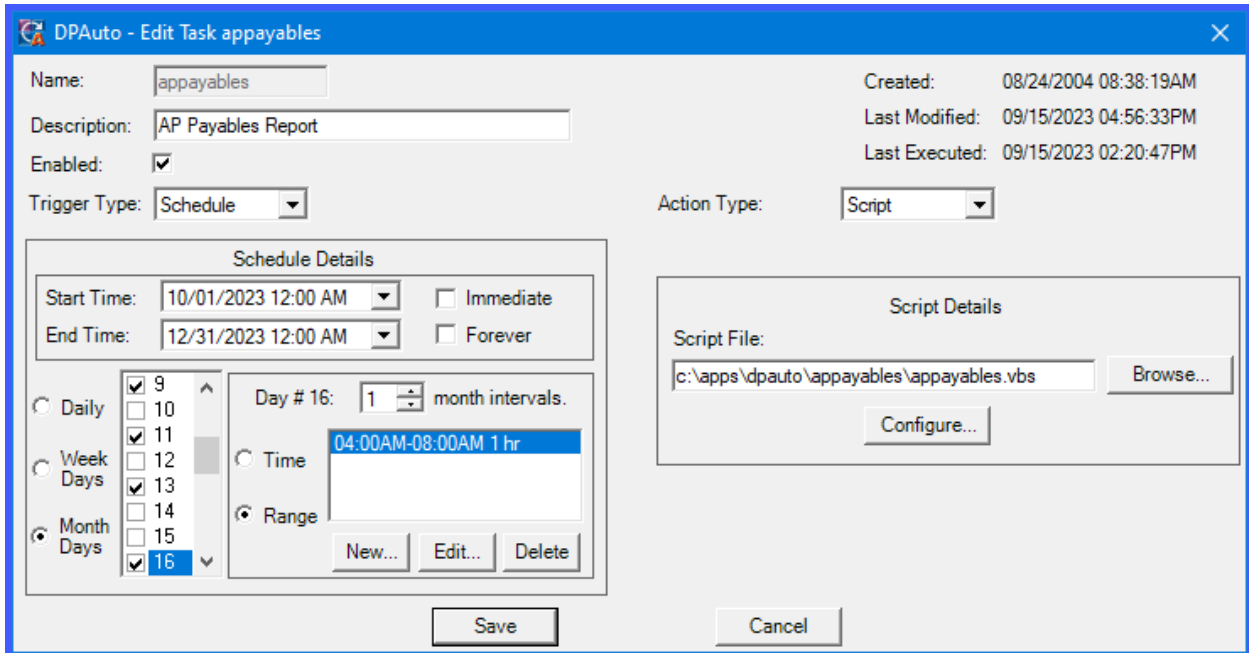 DPAuto - Edit Task appayables
Name: appayables
Created: 08/24/2004 08:38:19AM
Description: AP Payables Report
Last Modified: 09/15/2023 04:56:33PM
Enabled:
Last Executed: 09/15/2023 02:20:47PM
Trigger Type: Schedule
Action Type: Script
Schedule Details
Start Time: 10/01/2023 12:00 AM
Immediate
End Time: 12/31/2023 12:00 AM
Forever
Daily
Week
Days
Month
Days
9
10
11
12
13
14
15
16
Day # 16: 1 month intervals.
Time
Range
04:00AM-08:00AM 1 hr
New... Edit... Delete
Script Details
Script File:
c:\apps\dpauto\appayables\appayables.vbs
Browse...
Configure...
Save
Cancel